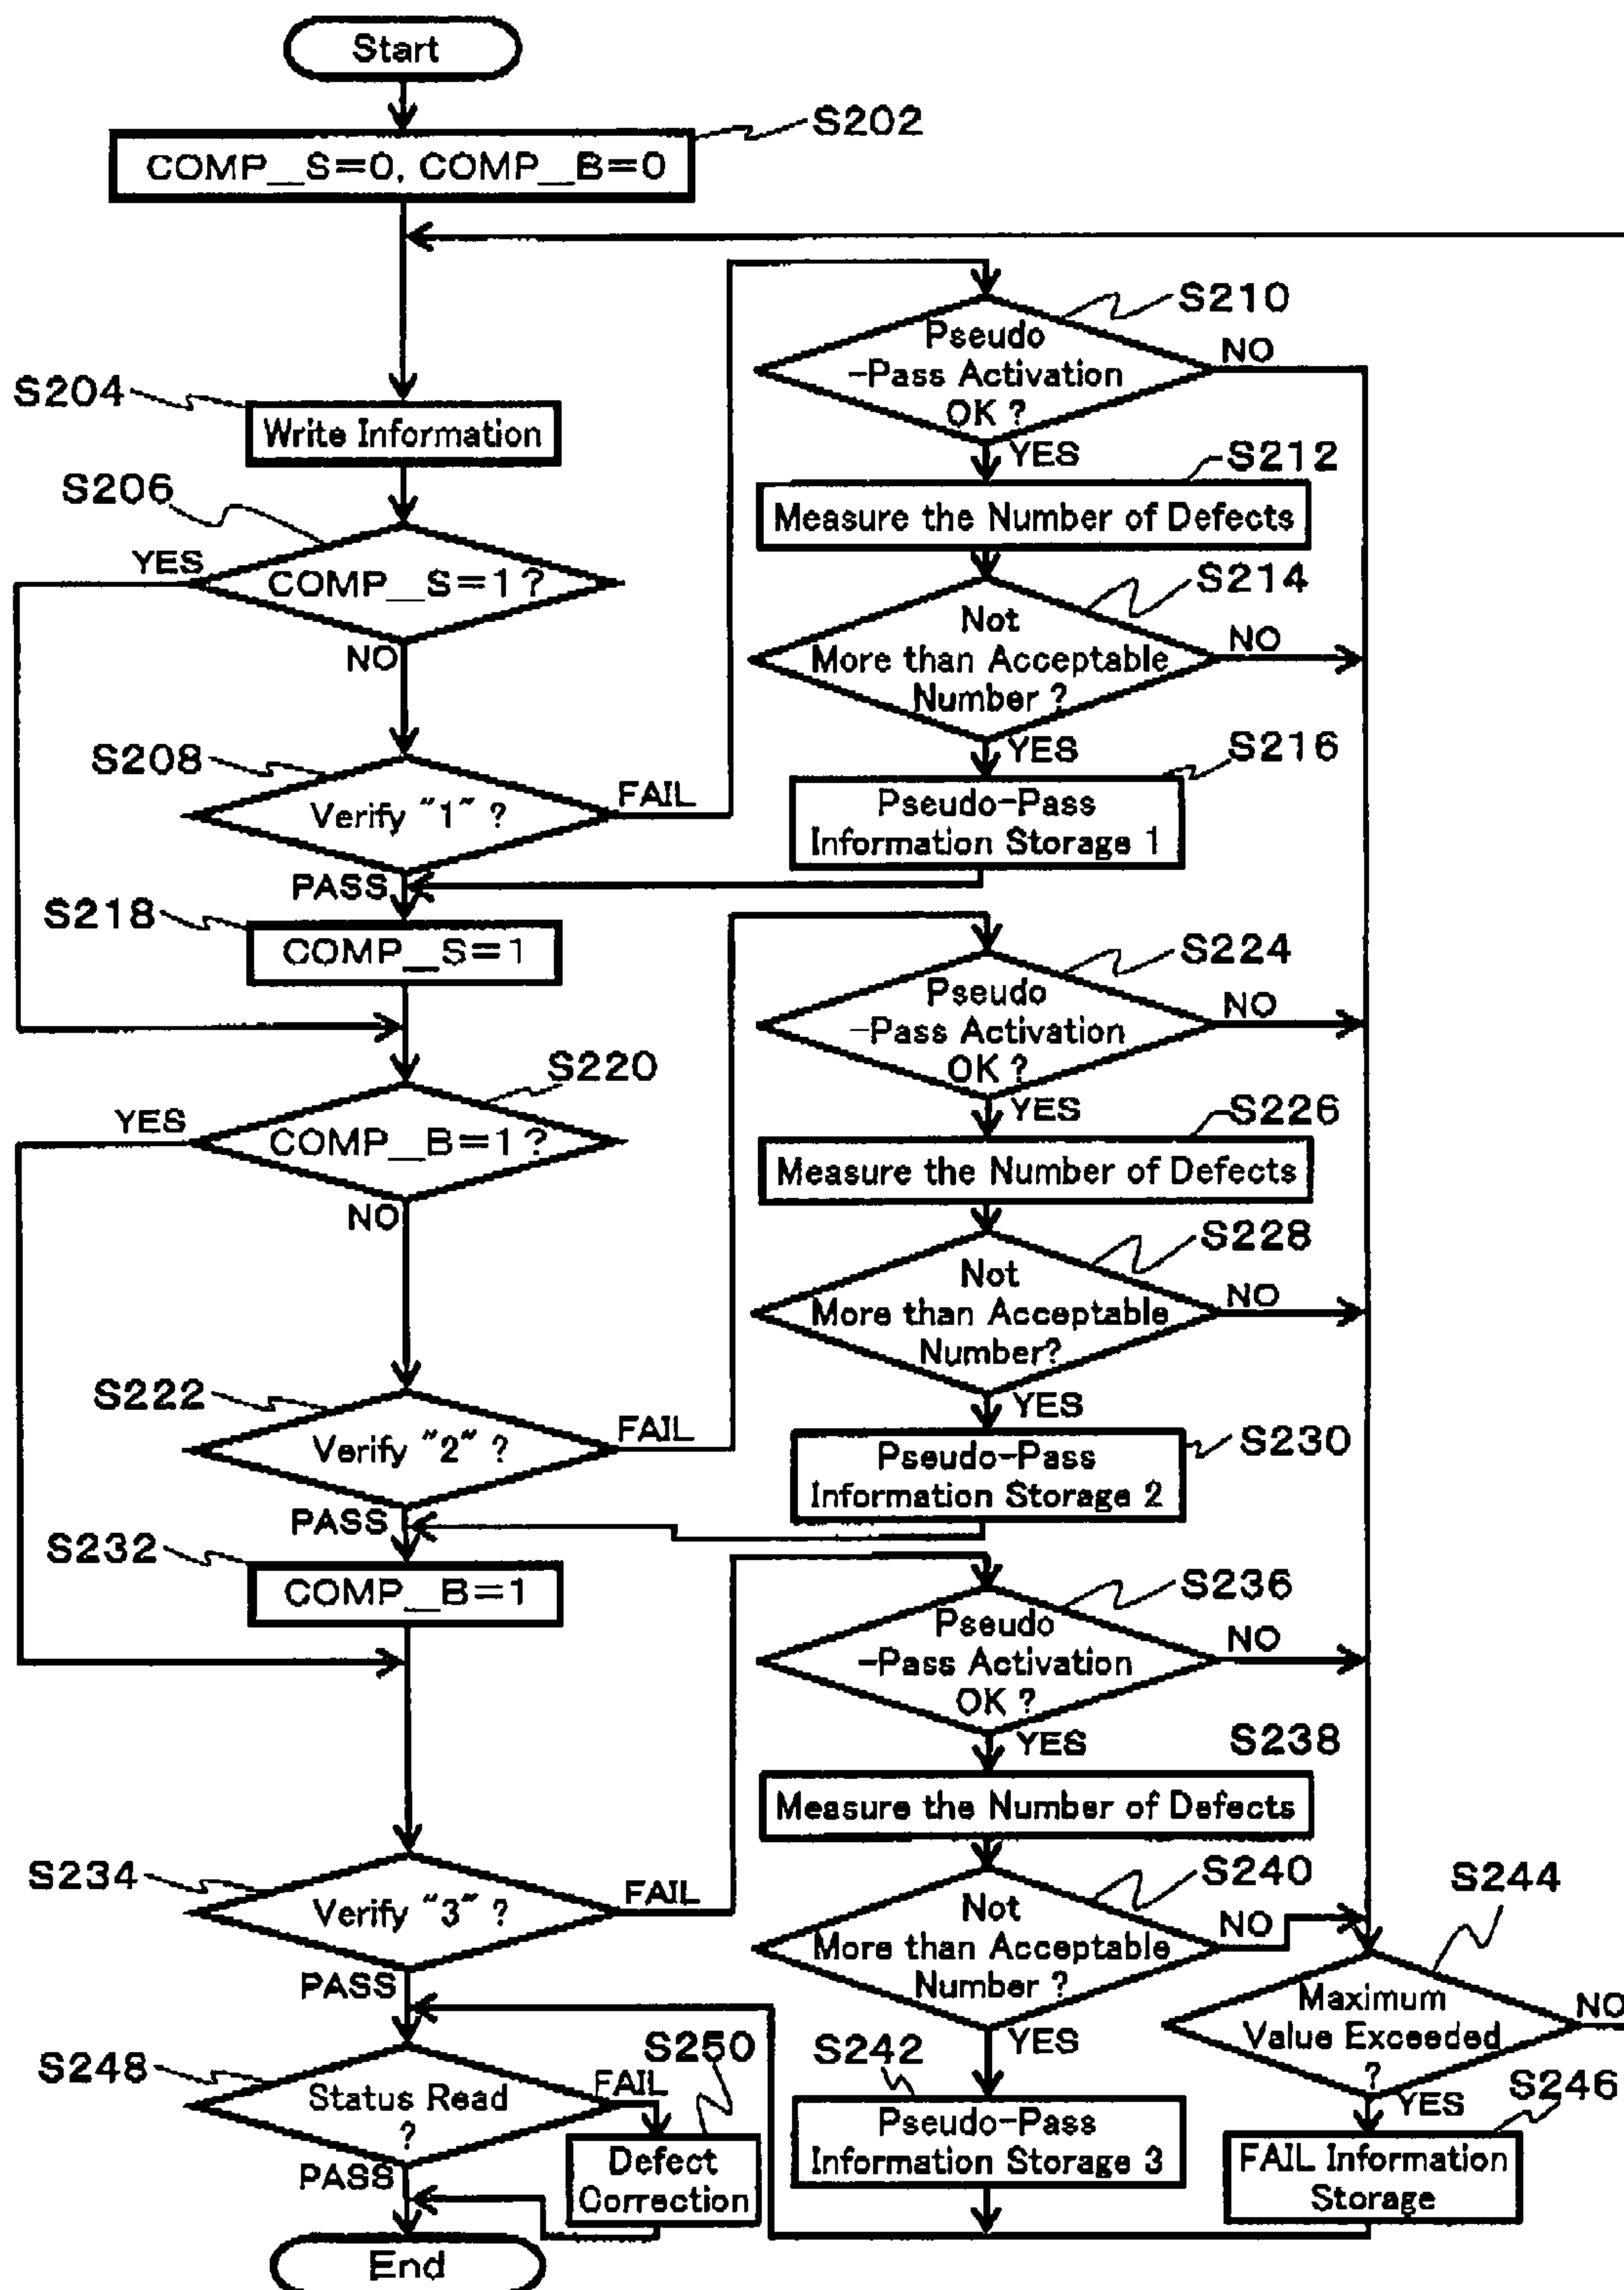 Start
S202
COMP__S=0, COMP__B=0
S210
Pseudo
-Pass Activation
OK ?
NO
YES
S204
Write Information
S212
Measure the Number of Defects
S206
YES
COMP__S=1?
NO
S214
Not
More than Acceptable
Number ?
NO
YES
S208
Verify "1" ?
FAIL
PASS
S216
Pseudo-Pass
Information Storage 1
S218
COMP__S=1
S224
Pseudo
-Pass Activation
OK ?
NO
YES
S220
YES
COMP__B=1?
NO
S226
Measure the Number of Defects
S228
Not
More than Acceptable
Number?
NO
YES
S222
Verify "2" ?
FAIL
PASS
S230
Pseudo-Pass
Information Storage 2
S232
COMP__B=1
S236
Pseudo
-Pass Activation
OK ?
NO
YES
S238
Measure the Number of Defects
S234
Verify "3" ?
FAIL
PASS
S240
Not
More than Acceptable
Number ?
NO
YES
S244
Maximum
Value Exceeded
?
NO
YES
S248
Status Read
?
FAIL
PASS
S250
Defect
Correction
S242
Pseudo-Pass
Information Storage 3
S246
FAIL Information
Storage
End